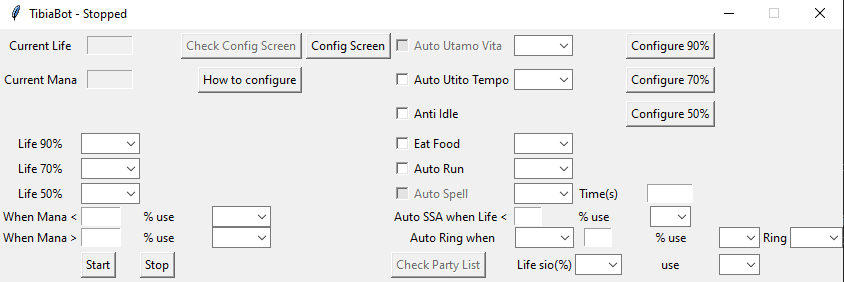 TibiaBot - Stopped
Current Life Check Config Screen Config Screen Auto Utamo Vita Configure 90%
Current Mana How to configure Auto Utito Tempo Configure 70%
Anti Idle Configure 50%
Life 90% Eat Food
Life 70% Auto Run
Life 50% Auto Spell Time(s)
When Mana < % use Auto SSA when Life < % use
When Mana > % use Auto Ring when % use Ring
Start Stop Check Party List Life sio(%) use